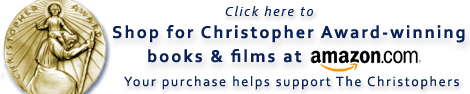 CHRISTOPHER AWARD
Click here to
Shop for Christopher Award-winning
books & films at amazon.com
Your purchase helps support The Christophers